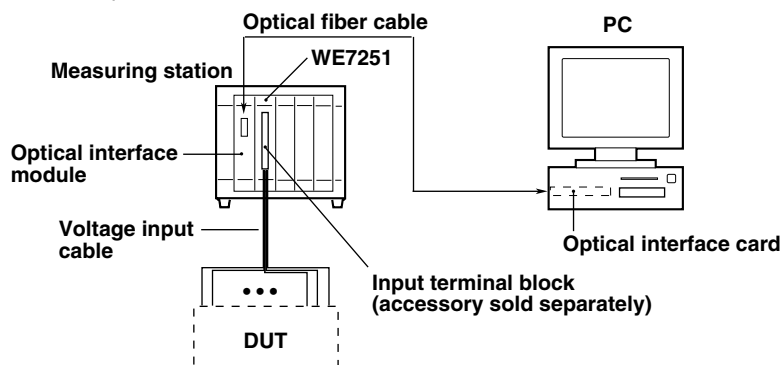 Optical fiber cable
PC
WE7251
Measuring station
Optical interface
module
Voltage input
cable
Optical interface card
Input terminal block
(accessory sold separately)
DUT